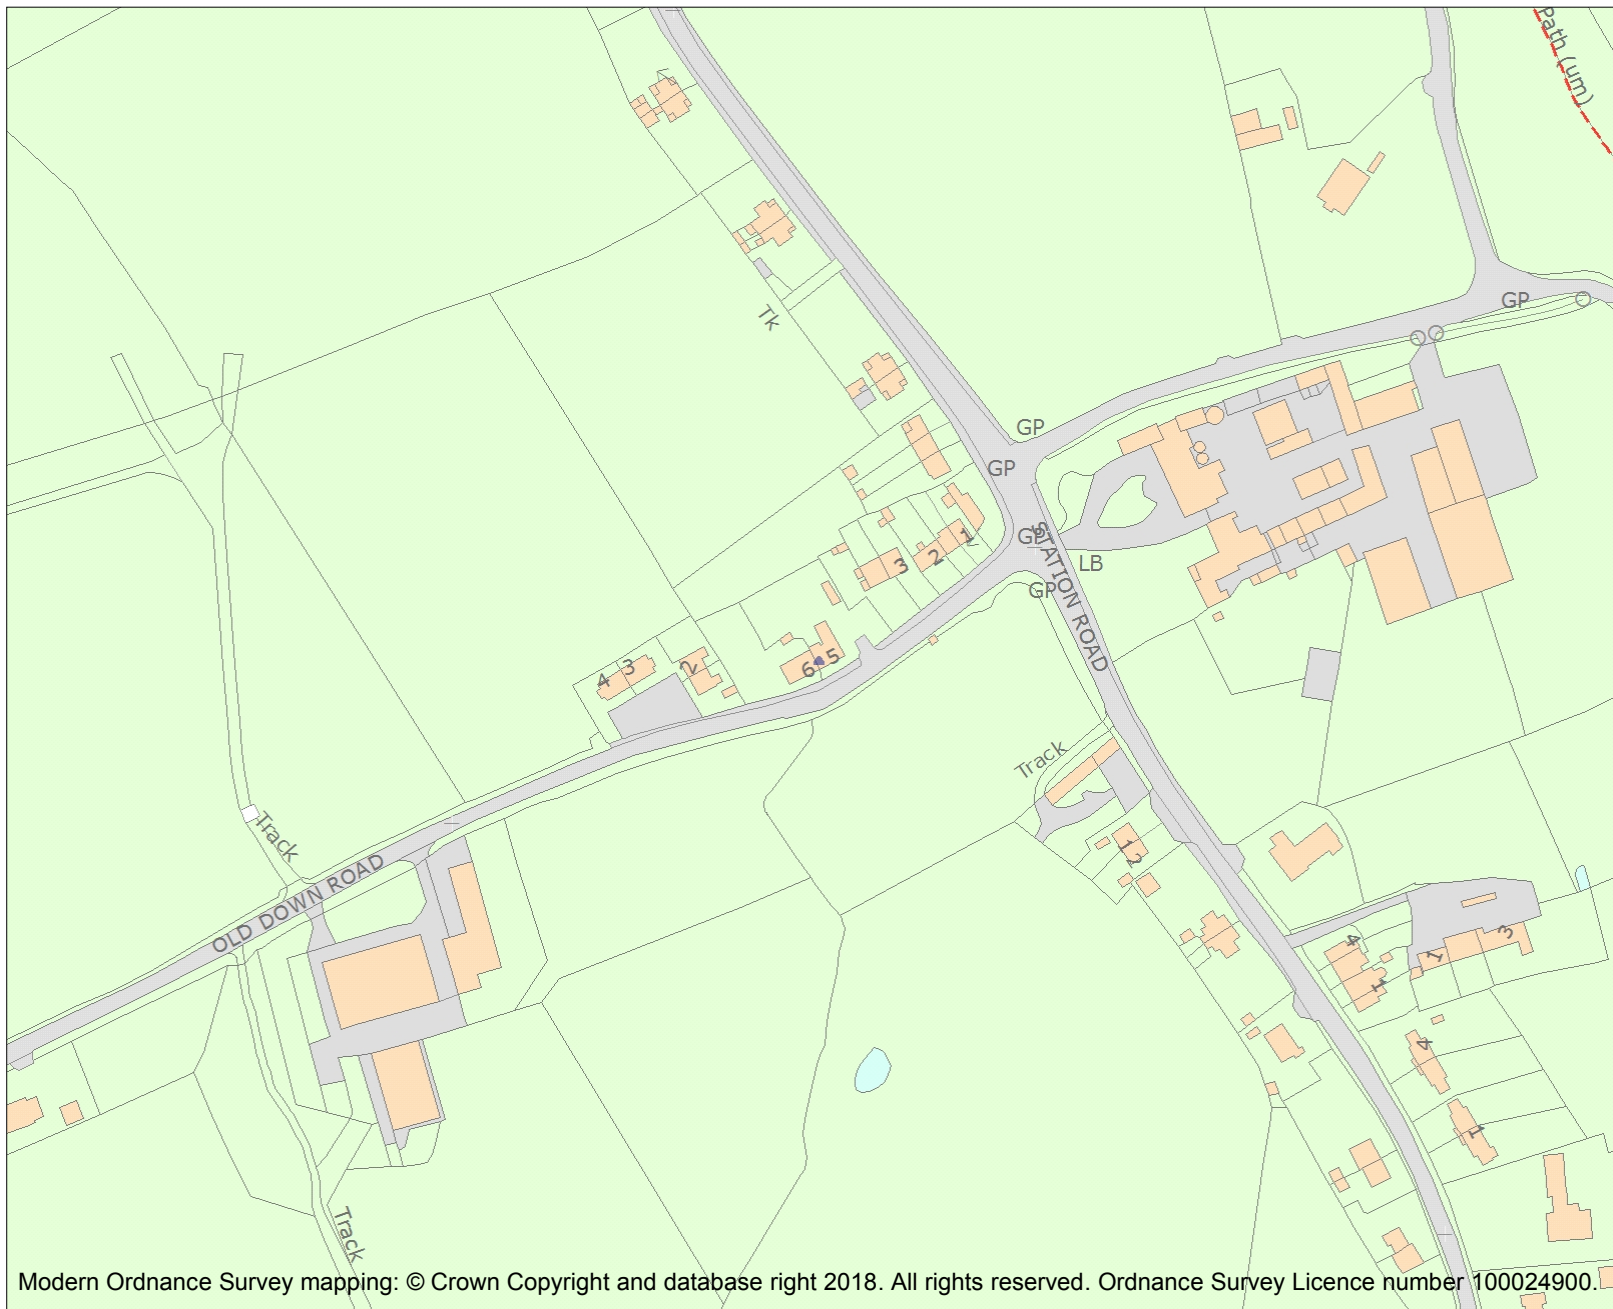 Path (um)
Tk
GP
GP
GP
GP
STATION ROAD
LB
GP
1
2
3
5
6
2
3
4
Track
Track
OLD DOWN ROAD
1
2
4
1
1
3
4
1
Track
Modern Ordnance Survey mapping: © Crown Copyright and database right 2018. All rights reserved. Ordnance Survey Licence number 100024900.